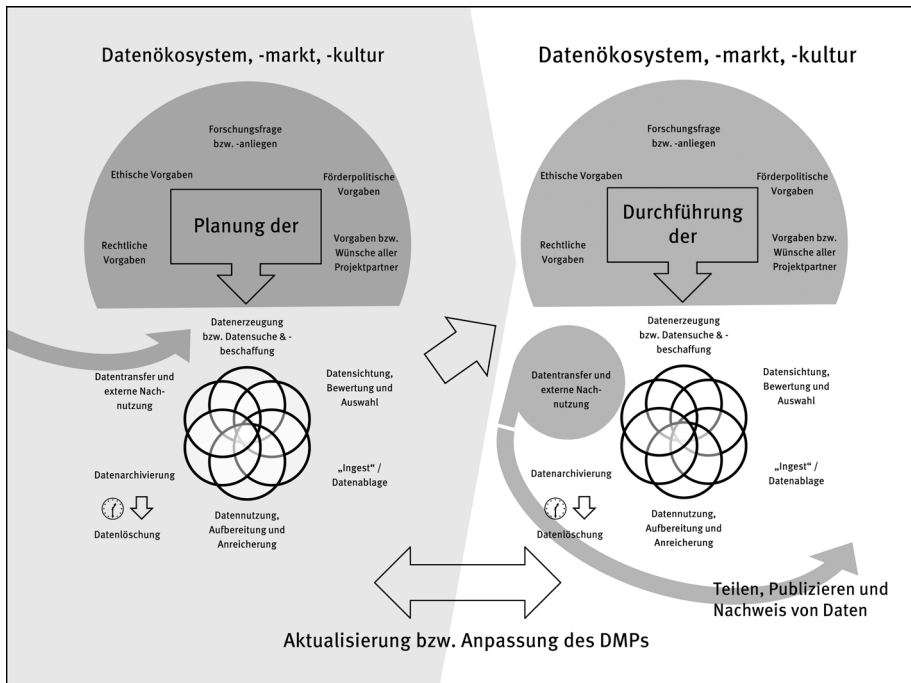 Datenökosystem, -markt, -kultur
Forschungsfrage
bzw. -anliegen
Ethische Vorgaben
Förderpolitische
Vorgaben
Planung der
Rechtliche
Vorgaben
Vorgaben bzw.
Wünsche aller
Projektpartner
Datenerzeugung
bzw. Datensuche & -
beschaffung
Datentransfer und
externe Nach-
nutzung
Datensichtung,
Bewertung und
Auswahl
Datenarchivierung
„Ingest“ /
Datenablage
Datenlöschung
Datennutzung,
Aufbereitung und
Anreicherung
Datenökosystem, -markt, -kultur
Forschungsfrage
bzw. -anliegen
Ethische Vorgaben
Förderpolitische
Vorgaben
Durchführung
der
Rechtliche
Vorgaben
Vorgaben bzw.
Wünsche aller
Projektpartner
Datenerzeugung
bzw. Datensuche & -
beschaffung
Datentransfer und
externe Nach-
nutzung
Datensichtung,
Bewertung und
Auswahl
Datenarchivierung
„Ingest“ /
Datenablage
Datenlöschung
Datennutzung,
Aufbereitung und
Anreicherung
Teilen, Publizieren und
Nachweis von Daten
Aktualisierung bzw. Anpassung des DMPs